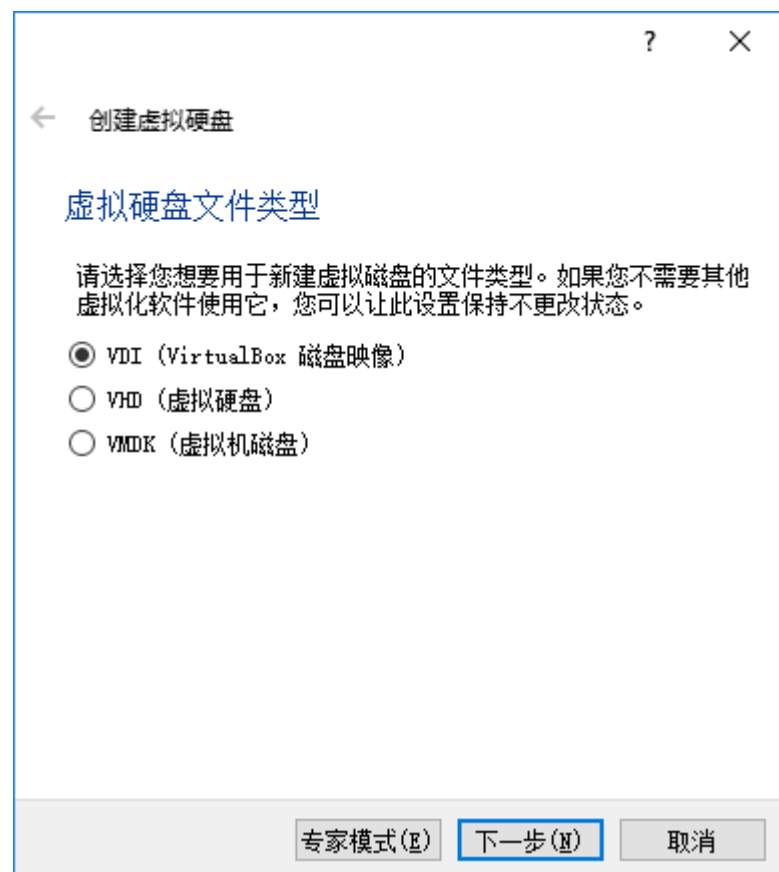 ?
创建虚拟硬盘
虚拟硬盘文件类型
请选择您想要用于新建虚拟磁盘的文件类型。如果您不需要其他
虚拟化软件使用它，您可以让此设置保持不更改状态。
VDI (VirtualBox 磁盘映像)
VHD (虚拟硬盘)
VMDK (虚拟机磁盘)
专家模式(E) 下一步(N) 取消